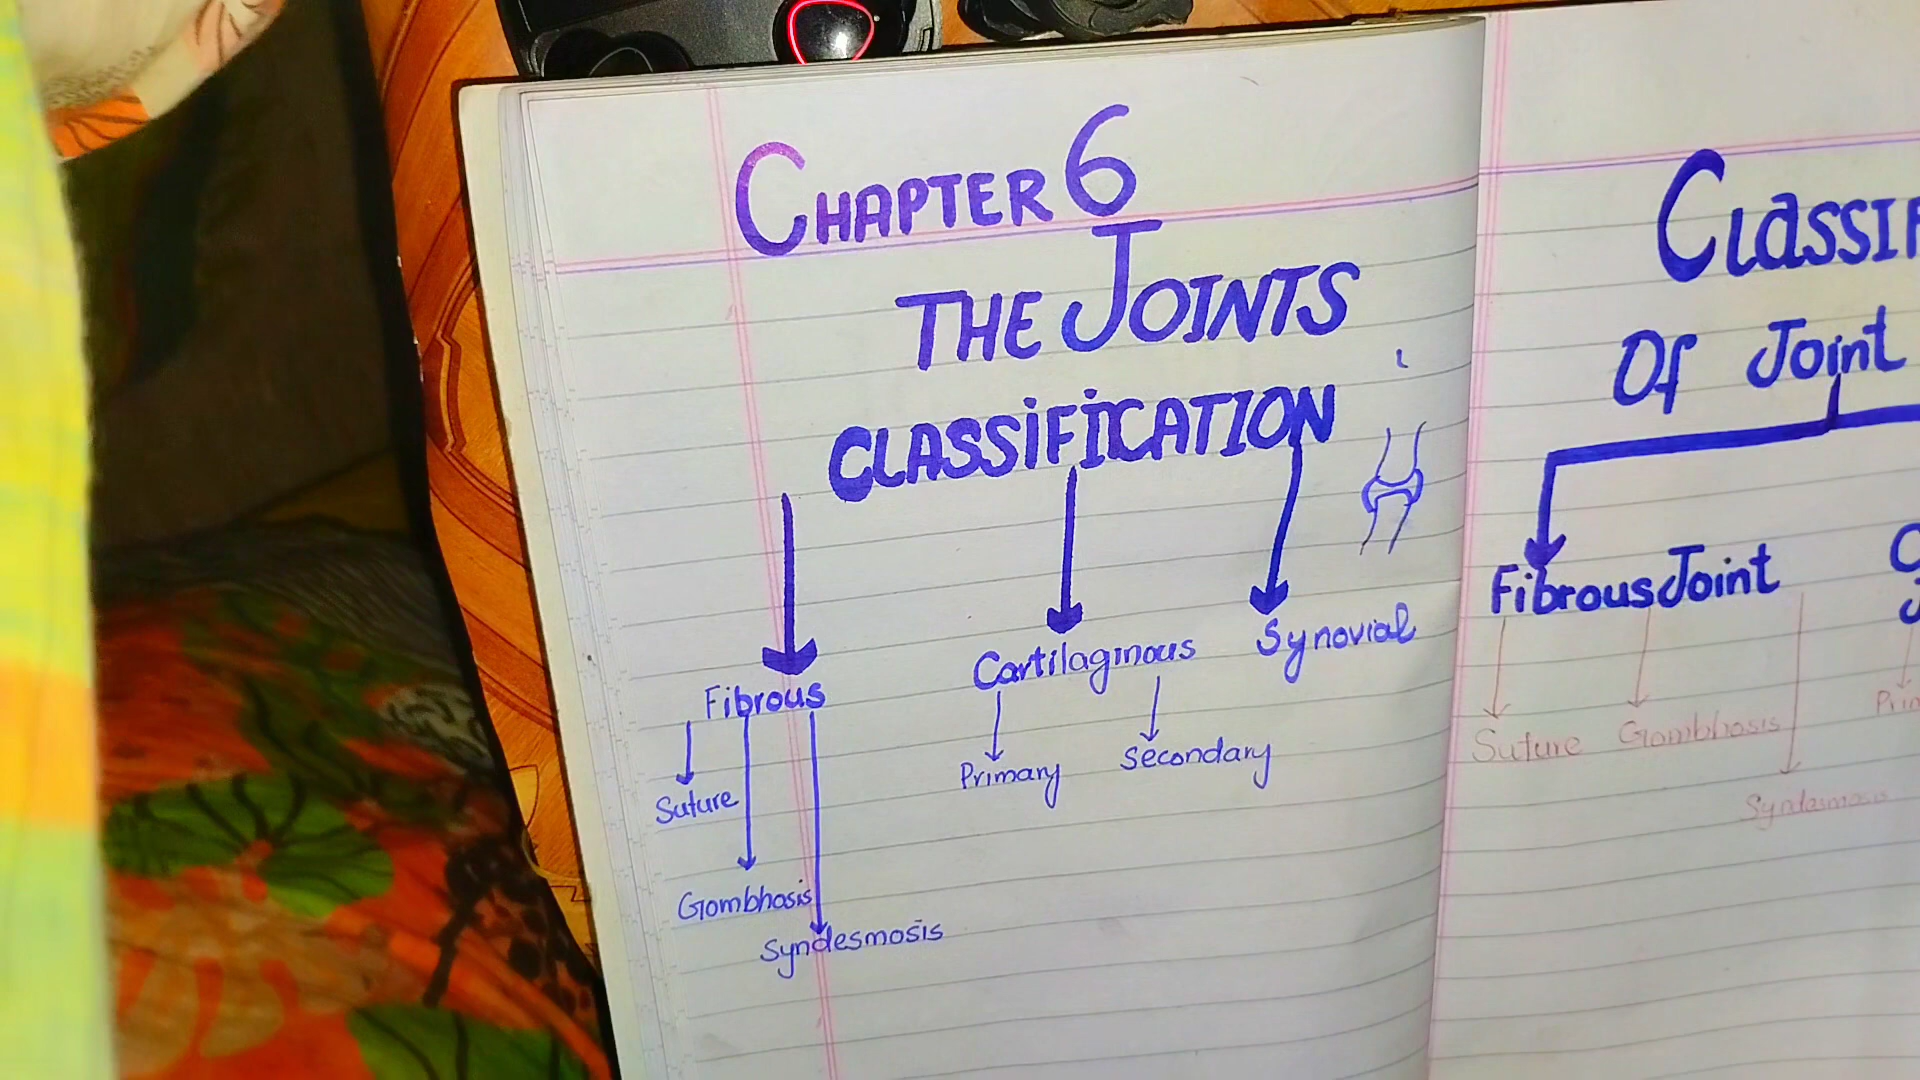 CHAPTER 6
THE JOINTS
CLASSIFICATION
Fibrous Cartilaginous Synovial
Suture Primary Secondary
Gombhosis
Syndesmosis
Of Joint
Fibrous Joint
Suture Gombhosis
Syndesmosis